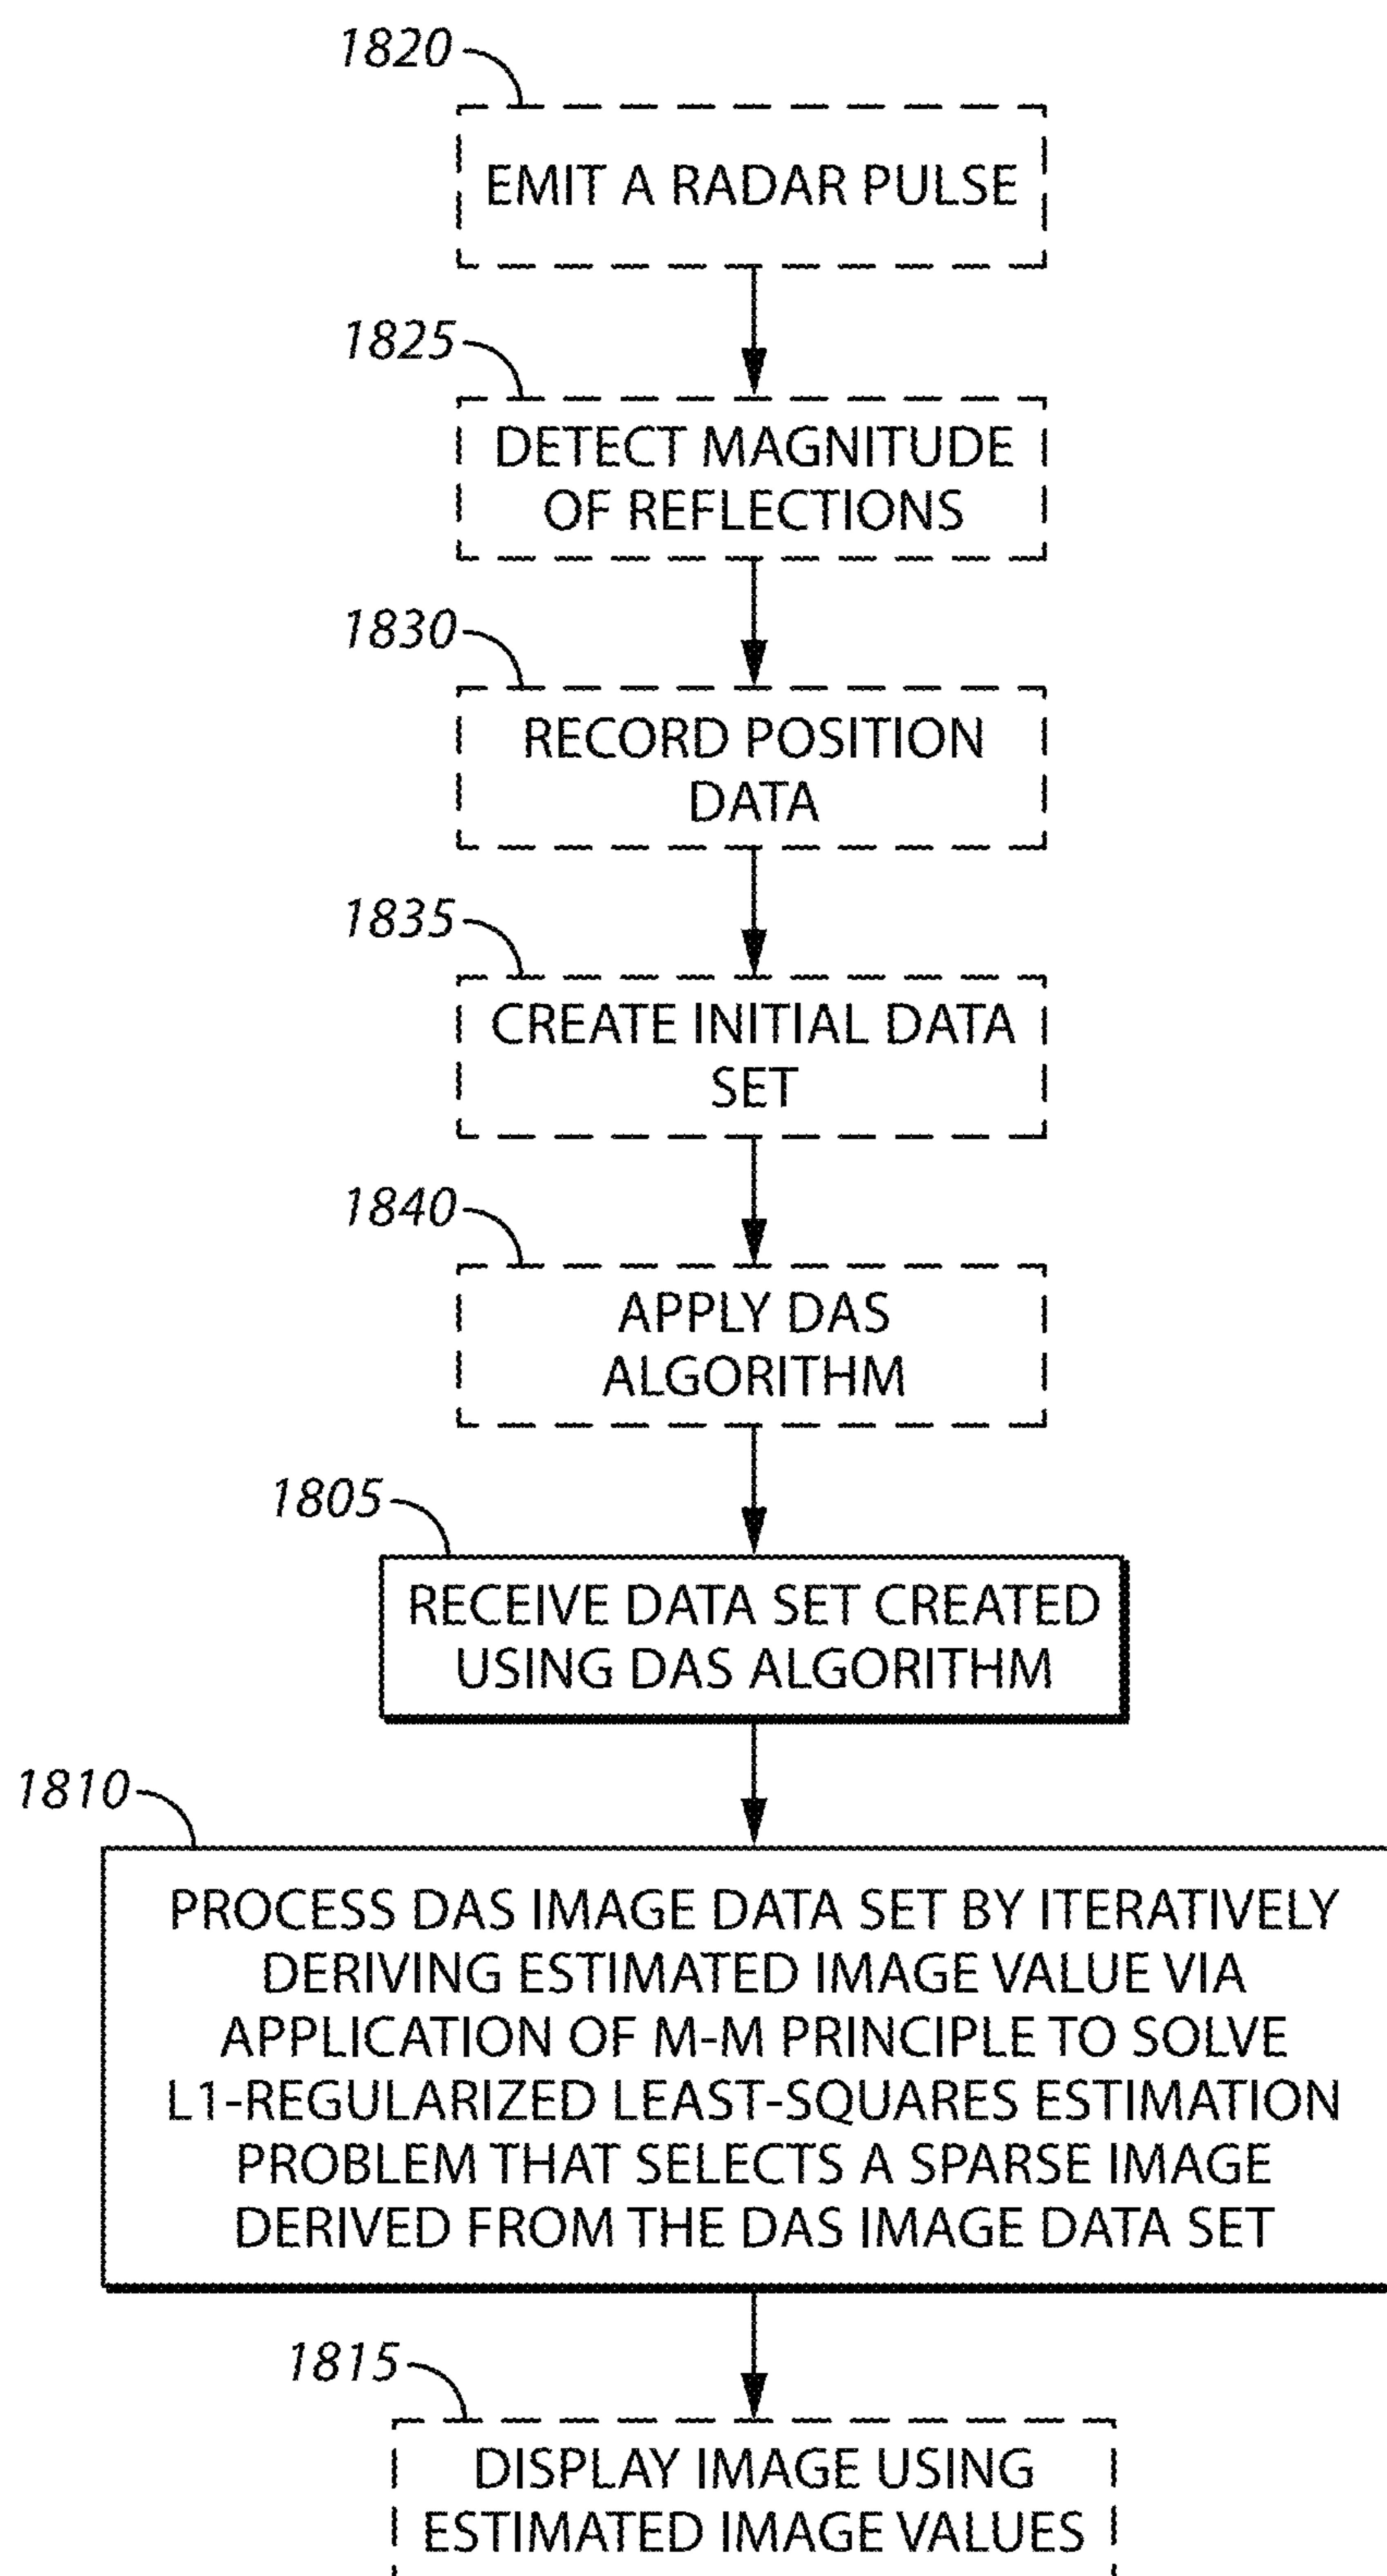 1820
EMIT A RADAR PULSE
1825
DETECT MAGNITUDE
OF REFLECTIONS
1830
RECORD POSITION
DATA
1835
CREATE INITIAL DATA
SET
1840
APPLY DAS
ALGORITHM
1805
RECEIVE DATA SET CREATED
USING DAS ALGORITHM
1810
PROCESS DAS IMAGE DATA SET BY ITERATIVELY
DERIVING ESTIMATED IMAGE VALUE VIA
APPLICATION OF M-M PRINCIPLE TO SOLVE
L1-REGULARIZED LEAST-SQUARES ESTIMATION
PROBLEM THAT SELECTS A SPARSE IMAGE
DERIVED FROM THE DAS IMAGE DATA SET
1815
DISPLAY IMAGE USING
ESTIMATED IMAGE VALUES